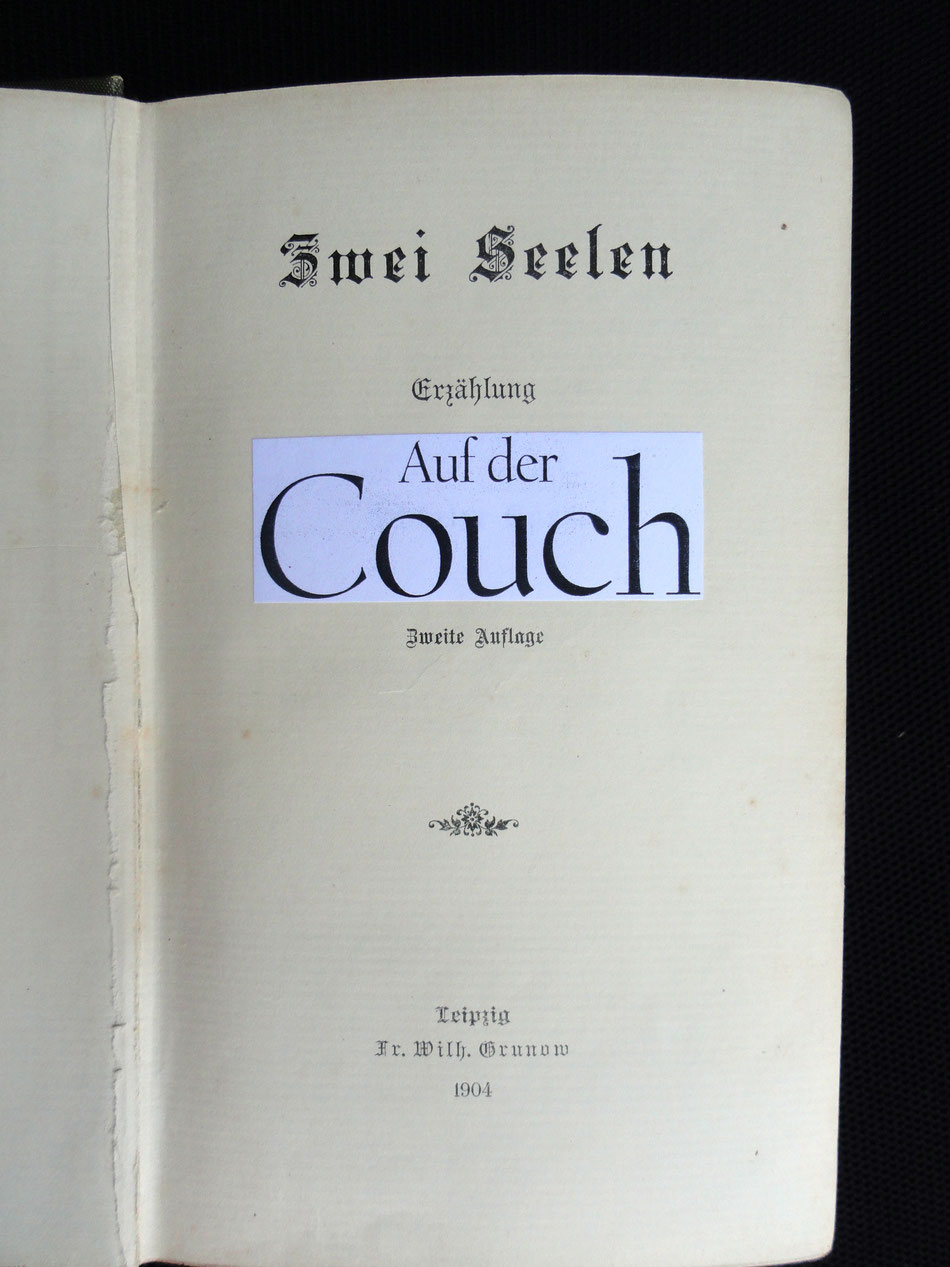 Zwei Seelen
Erzählung
Auf der
Couch
Zweite Auflage
Leipzig
Fr. Wilh. Grunow
1904